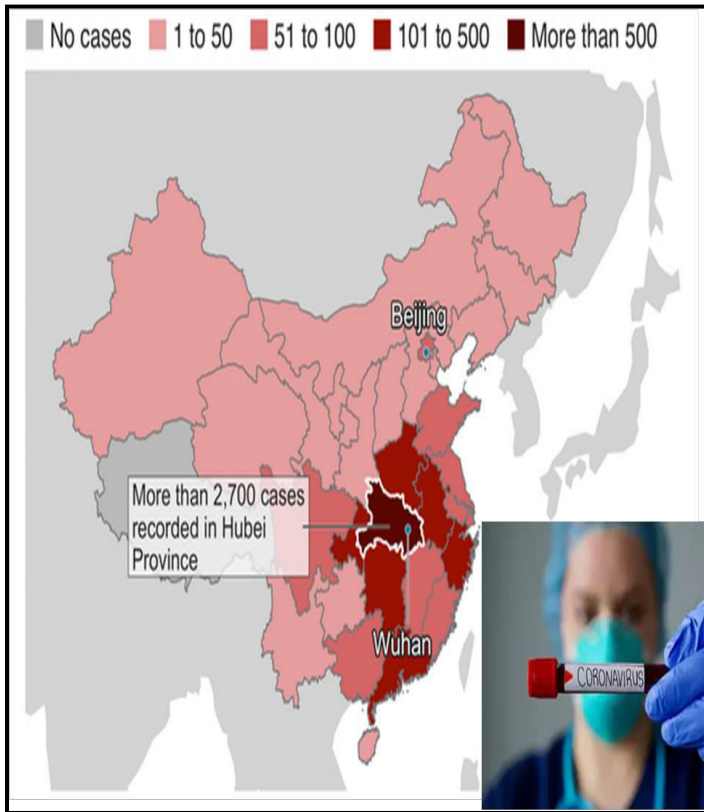 No cases 1 to 50 51 to 100 101 to 500 More than 500
Beijing
More than 2,700 cases
recorded in Hubei
Province
Wuhan
CORONAVIRUS